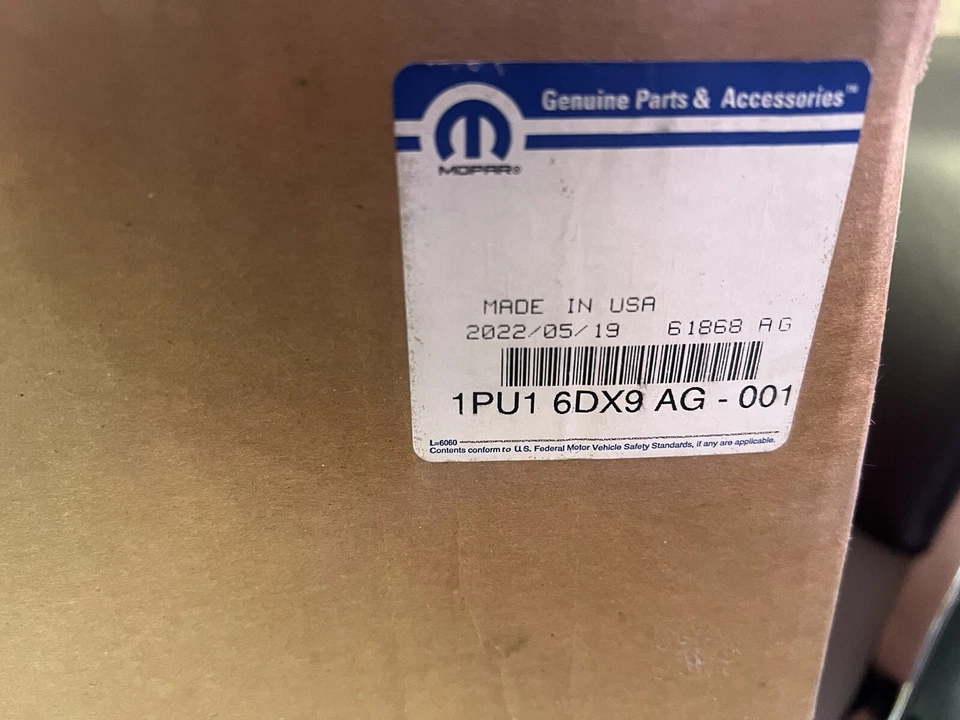 Genuine Parts & Accessories™
MOPAR®
MADE IN USA
2022/05/19 61868 AG
1PU1 6DX9 AG - 001
L=6060
Contents conform to U.S. Federal Motor Vehicle Safety Standards, if any are applicable.